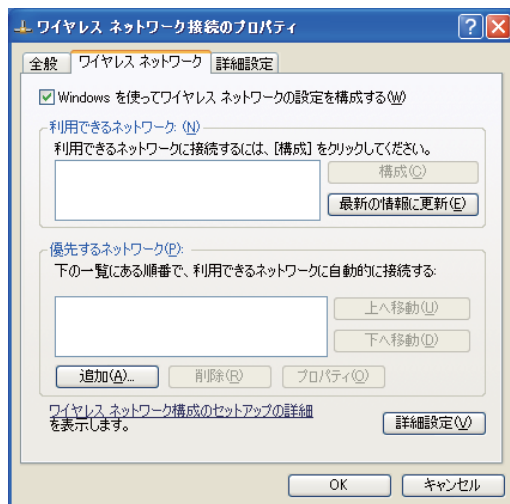 ワイヤレス ネットワーク接続のプロパティ
全般
ワイヤレス ネットワーク
詳細設定
Windows を使ってワイヤレス ネットワークの設定を構成する(W)
利用できるネットワーク: (N)
利用できるネットワークに接続するには、[構成] をクリックしてください。
構成(C)
最新の情報に更新(E)
優先するネットワーク(P):
下の一覧にある順番で、利用できるネットワークに自動的に接続する:
上へ移動(U)
下へ移動(D)
追加(A)...
削除(R)
プロパティ(O)
ワイヤレス ネットワーク構成のセットアップの詳細
を表示します。
詳細設定(V)
OK
キャンセル